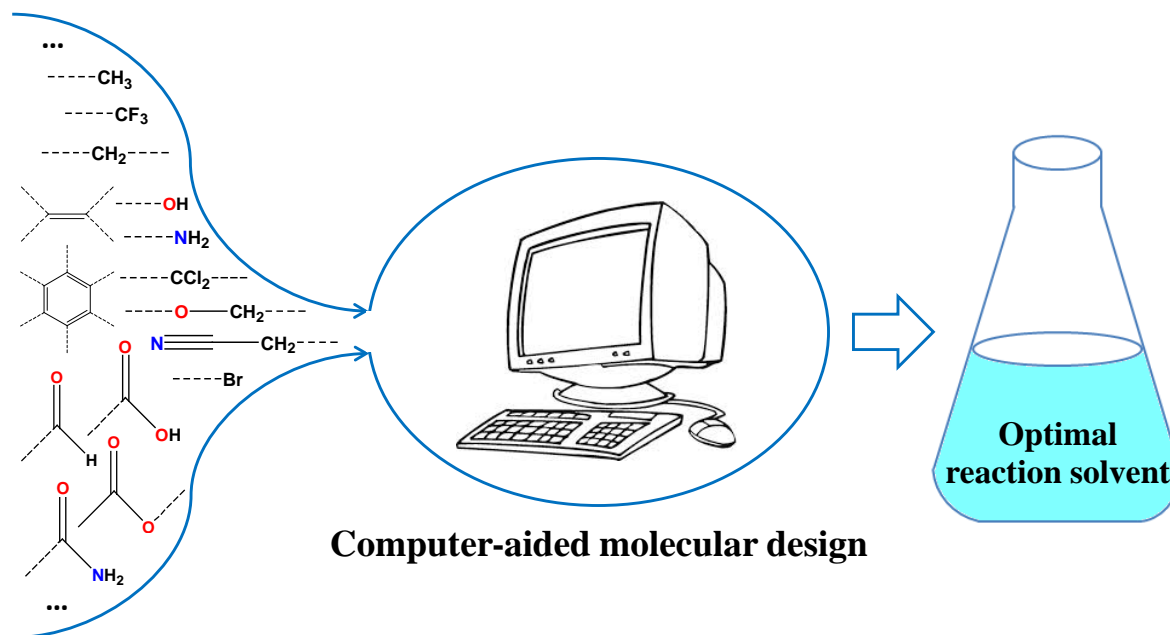 ...
CH₃
CF₃
CH₂
OH
NH₂
CCl₂
O CH₂
N CH₂
Br
O
O
OH
H
O
O
O
NH₂
...
Computer-aided molecular design
Optimal
reaction solvent